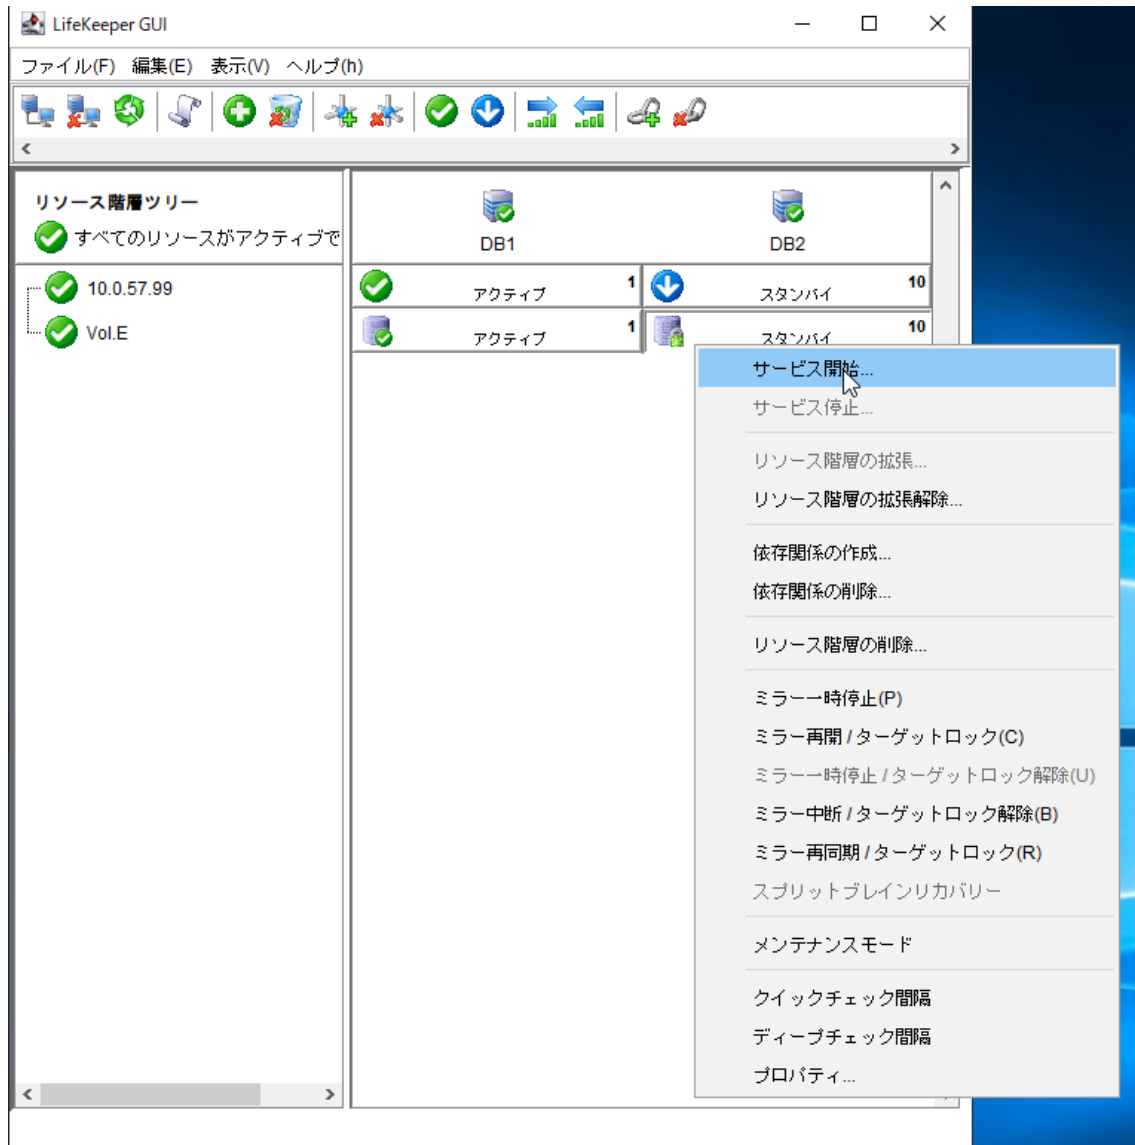 LifeKeeper GUI
ファイル(F) 編集(E) 表示(V) ヘルプ(h)
リソース階層ツリー
すべてのリソースがアクティブで
DB1
DB2
10.0.57.99
アクティブ 1
スタンバイ 10
Vol.E
アクティブ 1
スタンバイ 10
サービス開始...
サービス停止...
リソース階層の拡張...
リソース階層の拡張解除...
依存関係の作成...
依存関係の削除...
リソース階層の削除...
ミラー一時停止(P)
ミラー再開 / ターゲットロック(C)
ミラー一時停止 / ターゲットロック解除(U)
ミラー中断 / ターゲットロック解除(B)
ミラー再同期 / ターゲットロック(R)
スプリットブレインリカバリー
メンテナンスモード
クイックチェック間隔
ディープチェック間隔
プロパティ...